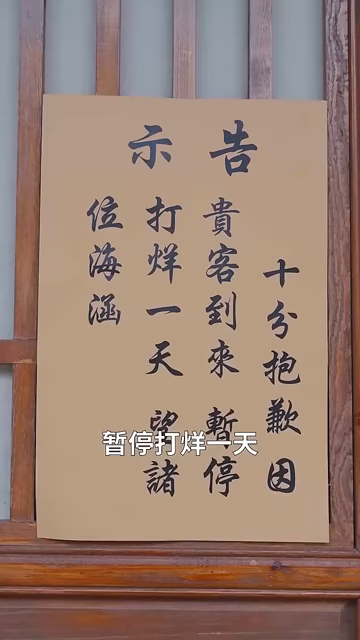 告示
十分抱歉因
貴客到來 暫停
打烊一天 望諸
位海涵
暂停打烊一天